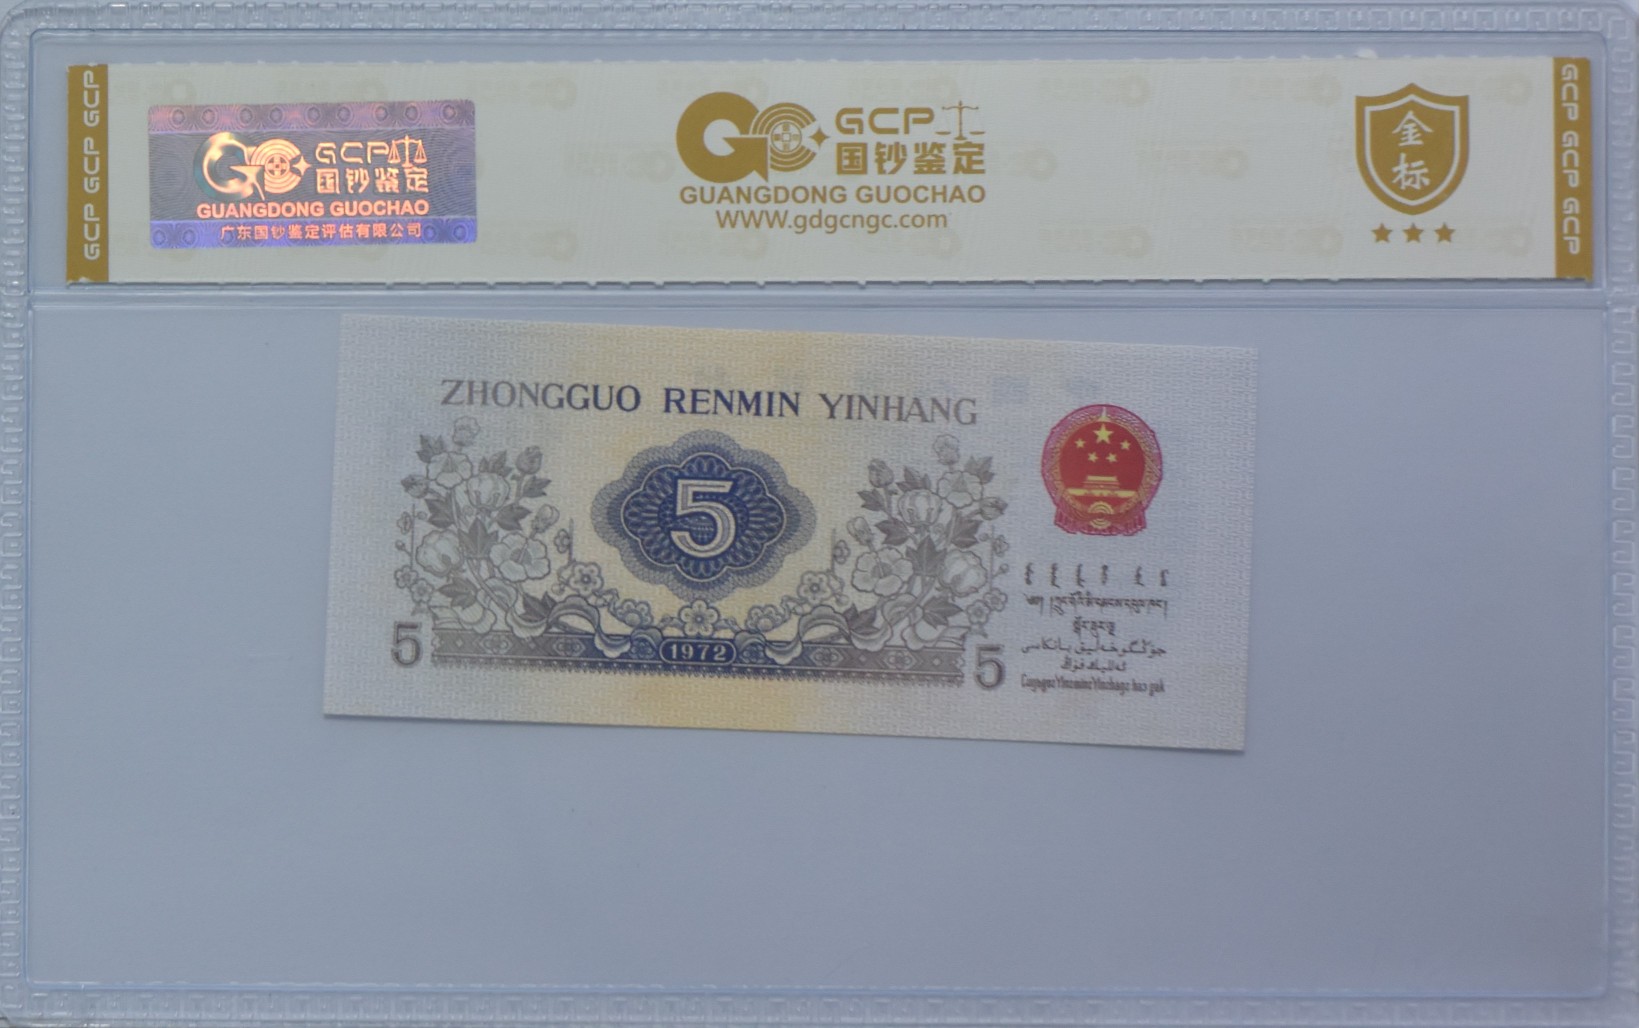 GCP GCP GCP
GCP
国钞鉴定
GUANGDONG GUOCHAO
广东国钞鉴定评估有限公司
GCP
国钞鉴定
GUANGDONG GUOCHAO
WWW.gdgcngc.com
金
标
GCP GCP GCP
ZHONGGUO RENMIN YINHANG
5
1972
5
5